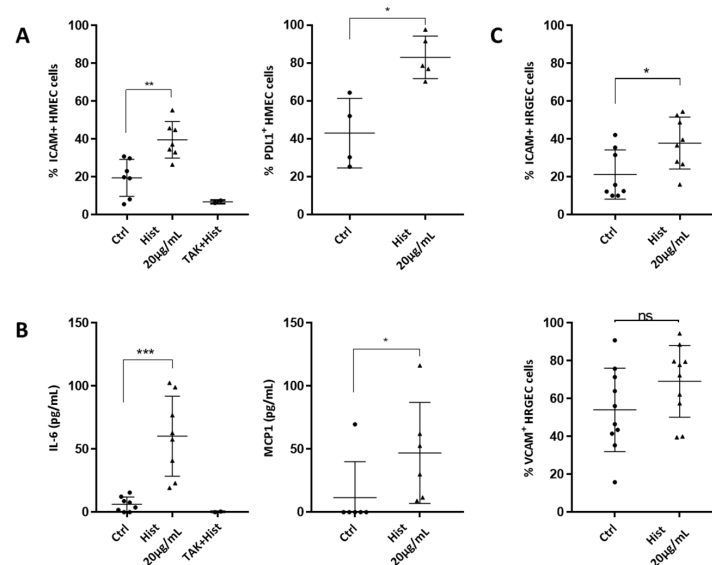 A
% ICAM+ HMEC cells
100
80
60
40
20
0
**
Ctrl
Hist
20µg/mL
TAK+Hist
% PDL1+ HMEC cells
100
80
60
40
20
0
*
Ctrl
Hist
20µg/mL
C
% ICAM+ HRGEC cells
100
80
60
40
20
0
*
Ctrl
Hist
20µg/mL
B
IL-6 (pg/mL)
150
100
50
0
***
Ctrl
Hist
20µg/mL
TAK+Hist
MCP1 (pg/mL)
150
100
50
0
*
Ctrl
Hist
20µg/mL
% VCAM+ HRGEC cells
100
80
60
40
20
0
ns
Ctrl
Hist
20µg/mL